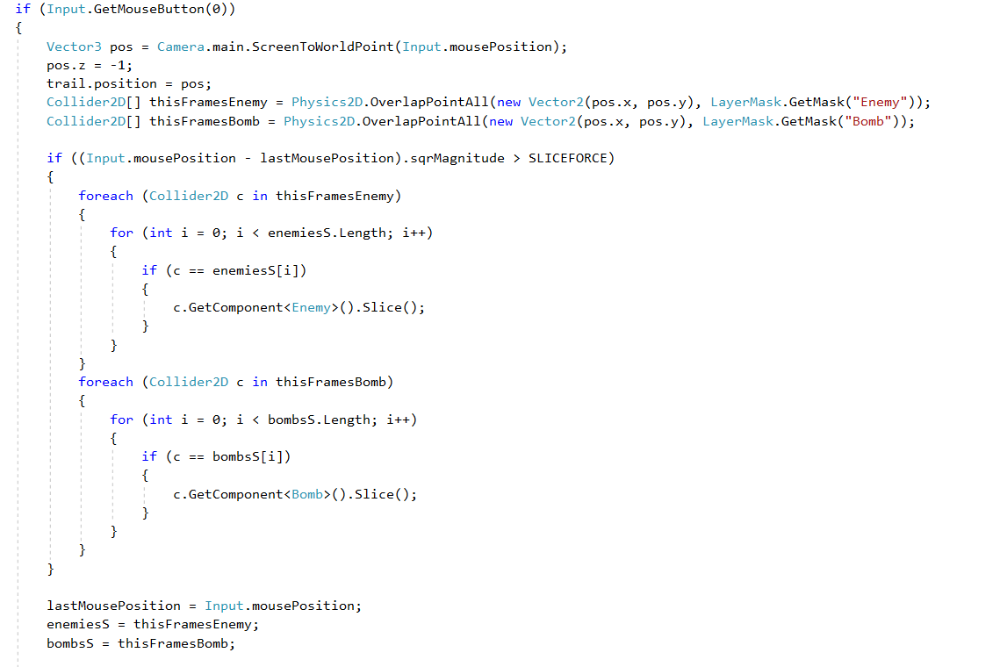 if (Input.GetMouseButton(0))
{
    Vector3 pos = Camera.main.ScreenToWorldPoint(Input.mousePosition);
    pos.z = -1;
    trail.position = pos;
    Collider2D[] thisFramesEnemy = Physics2D.OverlapPointAll(new Vector2(pos.x, pos.y), LayerMask.GetMask("Enemy"));
    Collider2D[] thisFramesBomb = Physics2D.OverlapPointAll(new Vector2(pos.x, pos.y), LayerMask.GetMask("Bomb"));

    if ((Input.mousePosition - lastMousePosition).sqrMagnitude > SLICEFORCE)
    {
        foreach (Collider2D c in thisFramesEnemy)
        {
            for (int i = 0; i < enemiesS.Length; i++)
            {
                if (c == enemiesS[i])
                {
                    c.GetComponent<Enemy>().Slice();
                }
            }
        }
        foreach (Collider2D c in thisFramesBomb)
        {
            for (int i = 0; i < bombsS.Length; i++)
            {
                if (c == bombsS[i])
                {
                    c.GetComponent<Bomb>().Slice();
                }
            }
        }
    }

    lastMousePosition = Input.mousePosition;
    enemiesS = thisFramesEnemy;
    bombsS = thisFramesBomb;